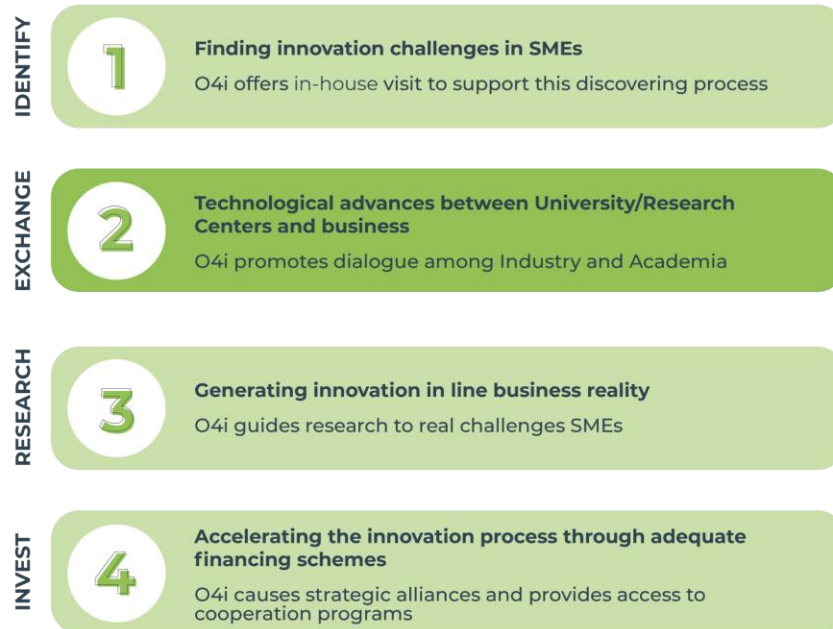 IDENTIFY
1
Finding innovation challenges in SMEs
O4i offers in-house visit to support this discovering process
EXCHANGE
2
Technological advances between University/Research
Centers and business
O4i promotes dialogue among Industry and Academia
RESEARCH
3
Generating innovation in line business reality
O4i guides research to real challenges SMEs
INVEST
4
Accelerating the innovation process through adequate
financing schemes
O4i causes strategic alliances and provides access to
cooperation programs